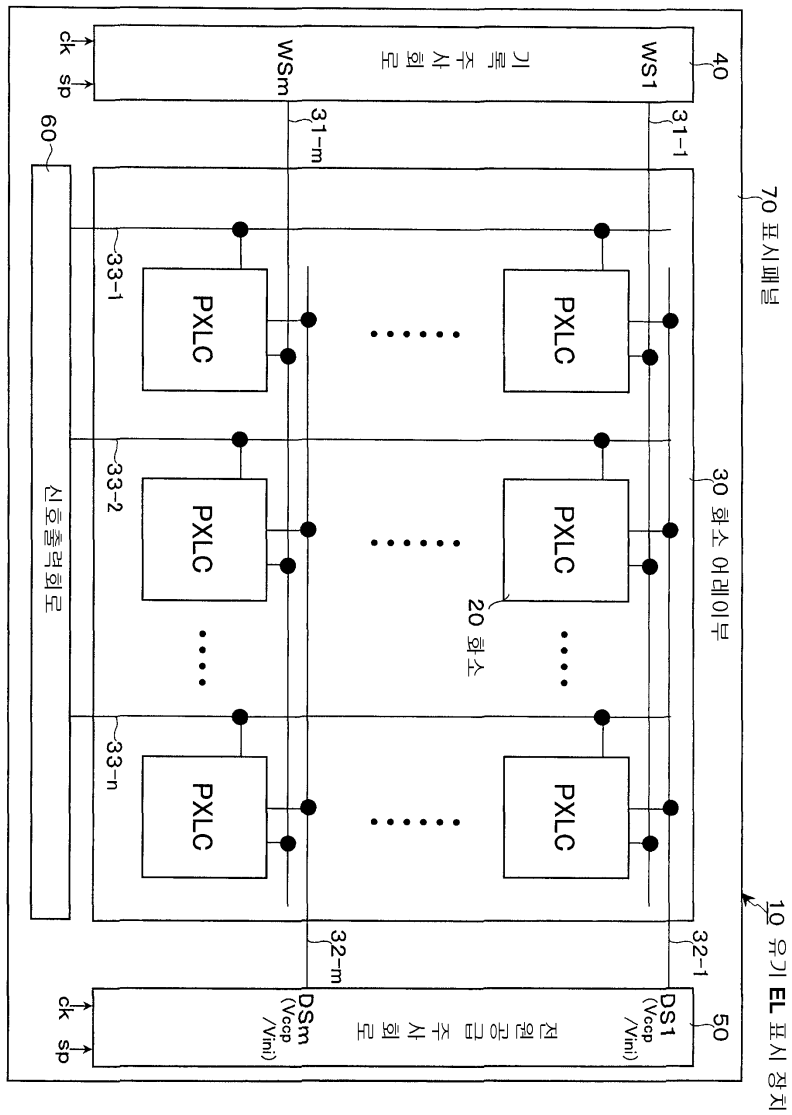 10 유기 EL 표시 장치
70 표시패널
30 화소 어레이부
40
WS1
31-1
32-1
50
DS1
(Vccp
/Vini)
PXLC
PXLC
PXLC
20 화소
기록 주사회로
전원공급 주사회로
WSm
31-m
32-m
DSm
(Vccp
/Vini)
PXLC
PXLC
PXLC
33-1
33-2
33-n
sp
ck
sp
ck
60
신호출력회로